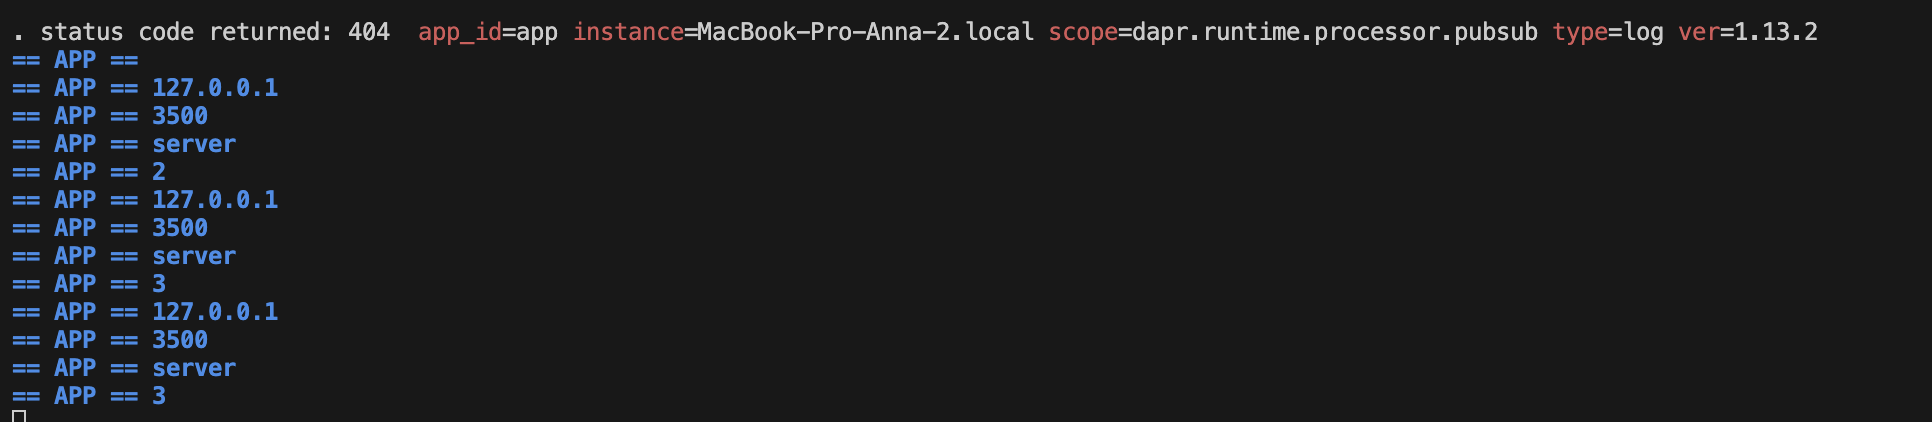 . status code returned: 404  app_id=app instance=MacBook-Pro-Anna-2.local scope=dapr.runtime.processor.pubsub type=log ver=1.13.2
== APP ==
== APP == 127.0.0.1
== APP == 3500
== APP == server
== APP == 2
== APP == 127.0.0.1
== APP == 3500
== APP == server
== APP == 3
== APP == 127.0.0.1
== APP == 3500
== APP == server
== APP == 3